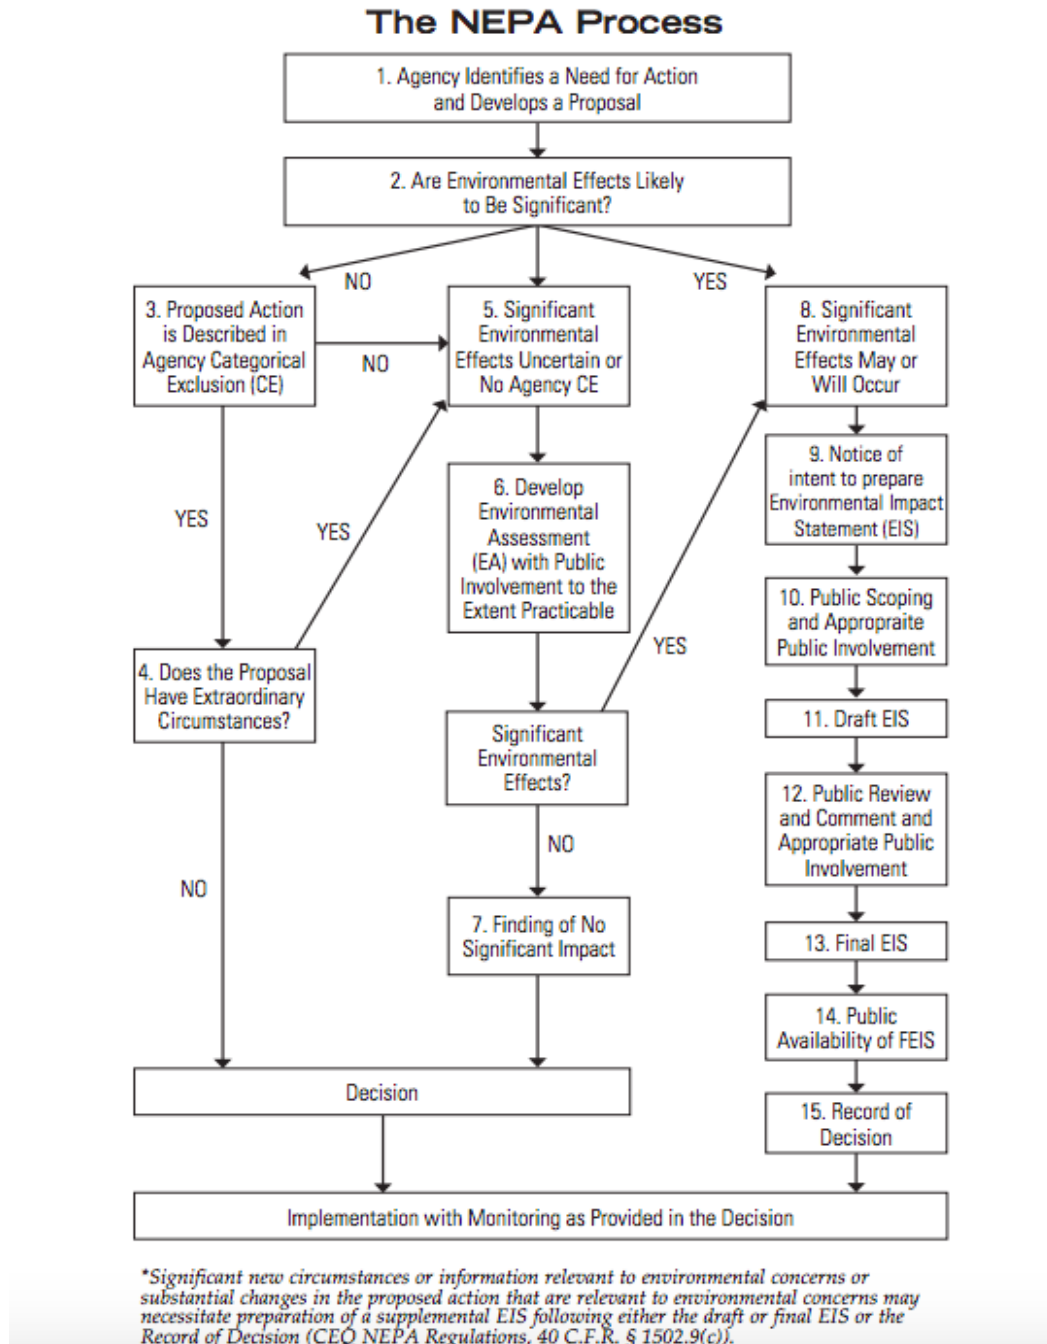 The NEPA Process
1. Agency Identifies a Need for Action
and Develops a Proposal
2. Are Environmental Effects Likely
to Be Significant?
NO
YES
3. Proposed Action
is Described in
Agency Categorical
Exclusion (CE)
NO
5. Significant
Environmental
Effects Uncertain or
No Agency CE
8. Significant
Environmental
Effects May or
Will Occur
YES
YES
6. Develop
Environmental
Assessment
(EA) with Public
Involvement to the
Extent Practicable
9. Notice of
intent to prepare
Environmental Impact
Statement (EIS)
10. Public Scoping
and Appropraite
Public Involvement
4. Does the Proposal
Have Extraordinary
Circumstances?
YES
Significant
Environmental
Effects?
11. Draft EIS
12. Public Review
and Comment and
Appropriate Public
Involvement
NO
NO
7. Finding of No
Significant Impact
13. Final EIS
14. Public
Availability of FEIS
Decision
15. Record of
Decision
Implementation with Monitoring as Provided in the Decision
*Significant new circumstances or information relevant to environmental concerns or
substantial changes in the proposed action that are relevant to environmental concerns may
necessitate preparation of a supplemental EIS following either the draft or final EIS or the
Record of Decision (CEQ NEPA Regulations, 40 C.F.R. § 1502.9(c)).